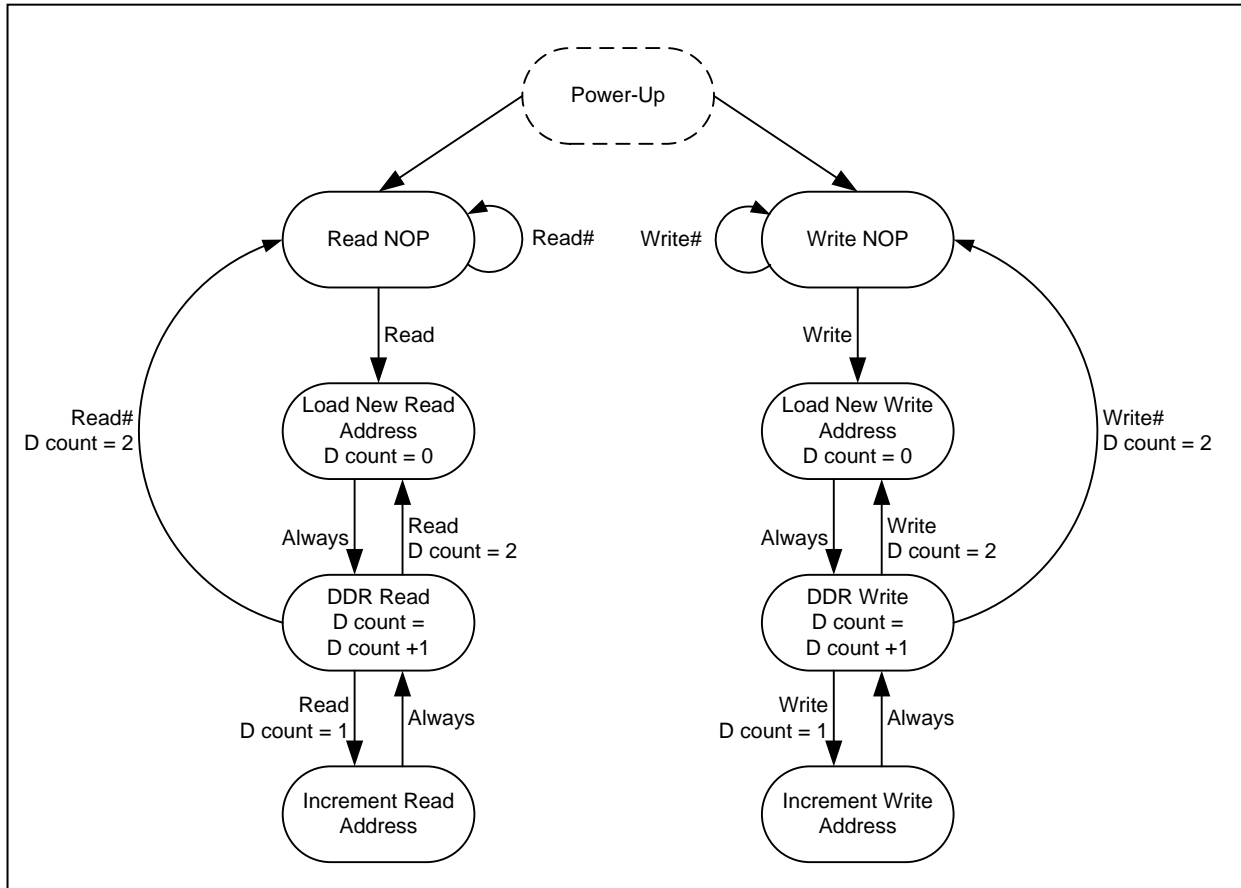 Power-Up
Read NOP
Read#
Write#
Write NOP
Read
Write
Load New Read
Address
D count = 0
Load New Write
Address
D count = 0
Read#
D count = 2
Write#
D count = 2
Always
Read
D count = 2
Always
Write
D count = 2
DDR Read
D count =
D count +1
DDR Write
D count =
D count +1
Read
D count = 1
Always
Write
D count = 1
Always
Increment Read
Address
Increment Write
Address